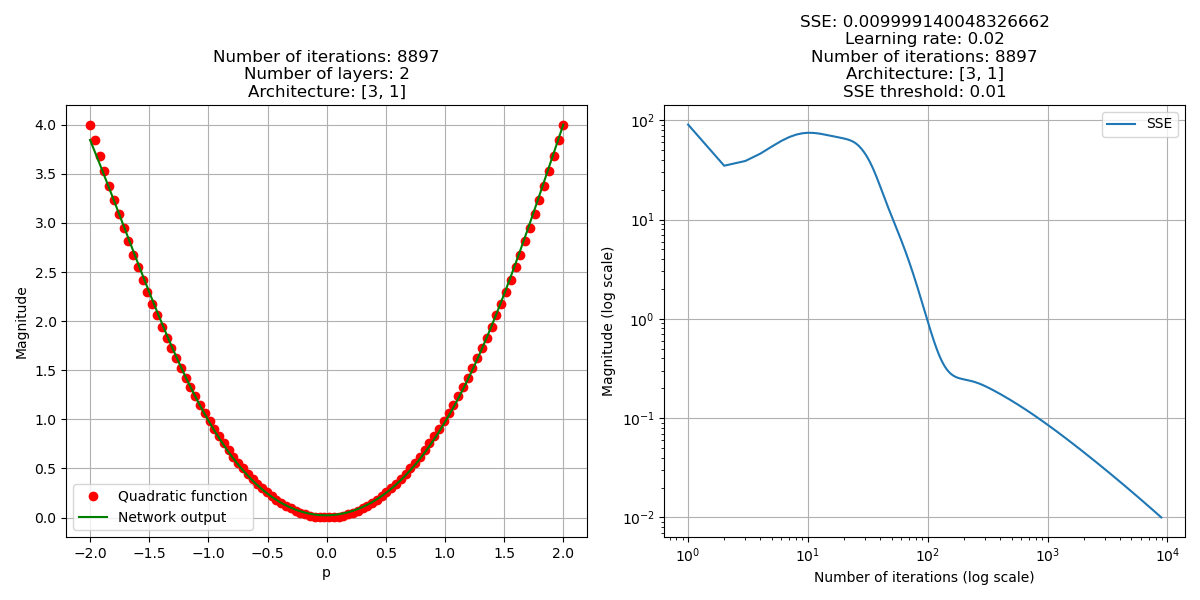 Number of iterations: 8897
Number of layers: 2
Architecture: [3, 1]
4.0
3.5
3.0
2.5
2.0
1.5
1.0
0.5
0.0
Magnitude
Quadratic function
Network output
−2.0 −1.5 −1.0 −0.5 0.0 0.5 1.0 1.5 2.0
p
SSE: 0.009999140048326662
Learning rate: 0.02
Number of iterations: 8897
Architecture: [3, 1]
SSE threshold: 0.01
SSE
10²
10¹
10⁰
10⁻¹
10⁻²
Magnitude (log scale)
10⁰ 10¹ 10² 10³ 10⁴
Number of iterations (log scale)